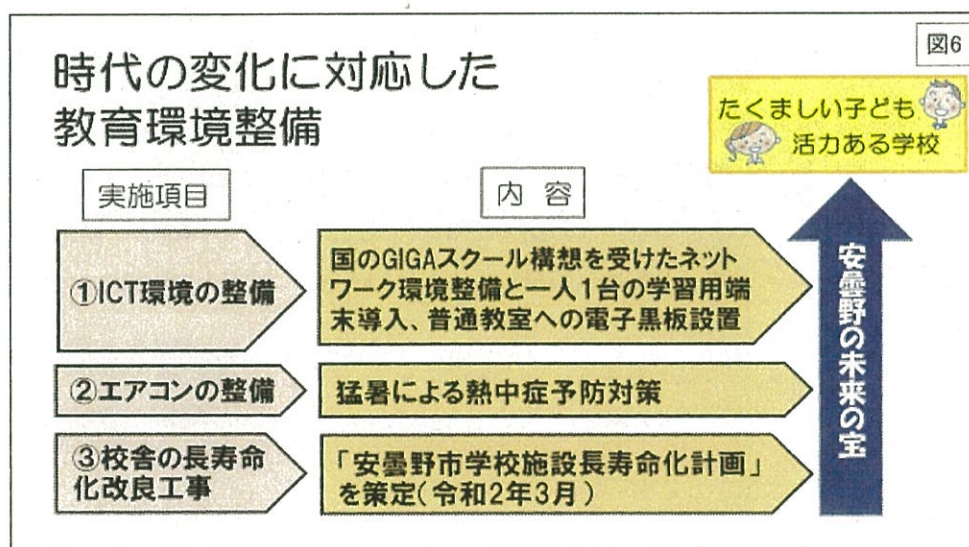 図6
時代の変化に対応した
教育環境整備
たくましい子ども
活力ある学校
実施項目
内 容
①ICT環境の整備
国のGIGAスクール構想を受けたネット
ワーク環境整備と一人1台の学習用端
末導入、普通教室への電子黒板設置
②エアコンの整備
猛暑による熱中症予防対策
③校舎の長寿命
化改良工事
「安曇野市学校施設長寿命化計画」
を策定(令和2年3月)
安曇野の未来の宝